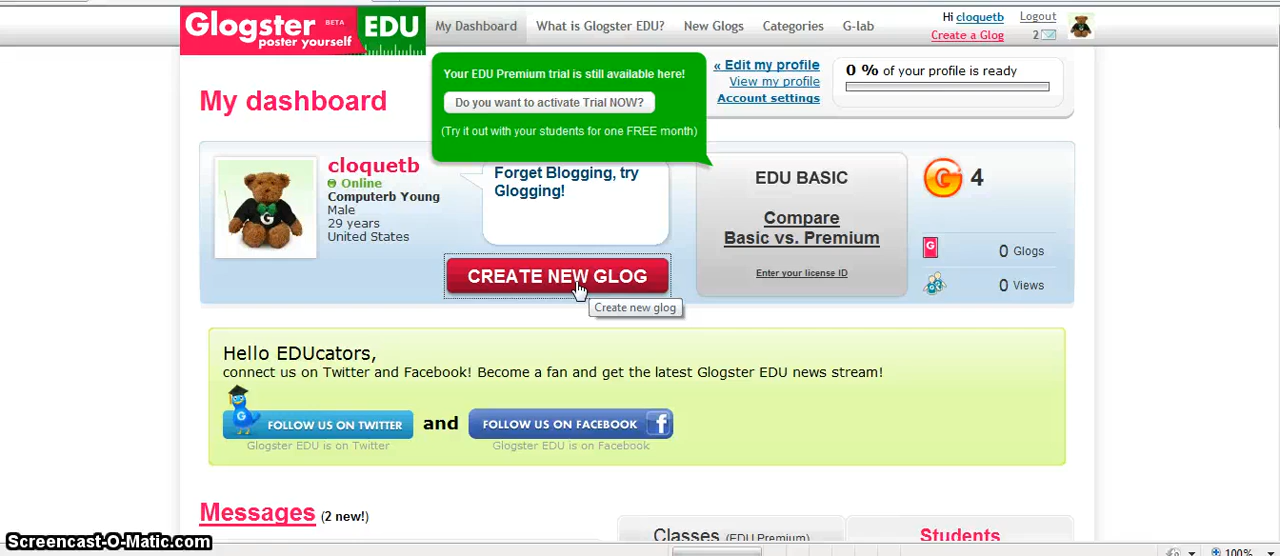 Glogster BETA EDU
poster yourself
My Dashboard What is Glogster EDU? New Glogs Categories G-lab
Hi cloquetb Logout
Create a Glog 2
Your EDU Premium trial is still available here!
Do you want to activate Trial NOW?
(Try it out with your students for one FREE month)
« Edit my profile
View my profile
Account settings
0 % of your profile is ready
My dashboard
cloquetb
Online
Computerb Young
Male
29 years
United States
G
Forget Blogging, try
Glogging!
CREATE NEW GLOG
Create new glog
EDU BASIC
Compare
Basic vs. Premium
Enter your license ID
G 4
G 0 Glogs
0 Views
Hello EDUcators,
connect us on Twitter and Facebook! Become a fan and get the latest Glogster EDU news stream!
G FOLLOW US ON TWITTER and FOLLOW US ON FACEBOOK f
Glogster EDU is on Twitter Glogster EDU is on Facebook
Messages (2 new!)
Classes (EDU Premium) Students
Screencast-O-Matic.com
100%